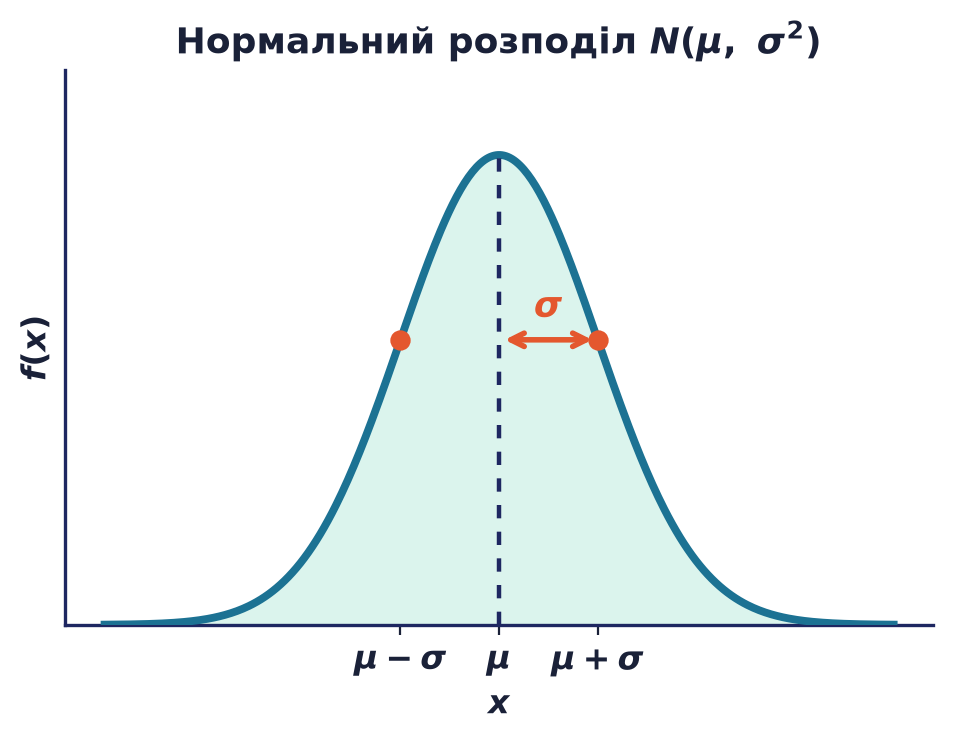 Нормальний розподіл N(μ, σ²)
f(x)
σ
μ − σ μ μ + σ
x